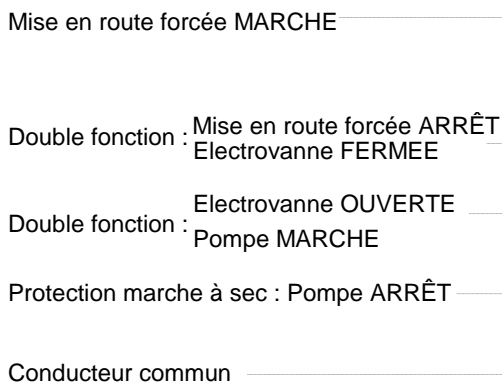 Mise en route forcée MARCHE
Double fonction : Mise en route forcée ARRÊT
Electrovanne FERMEE
Double fonction : Electrovanne OUVERTE
Pompe MARCHE
Protection marche à sec : Pompe ARRÊT
Conducteur commun